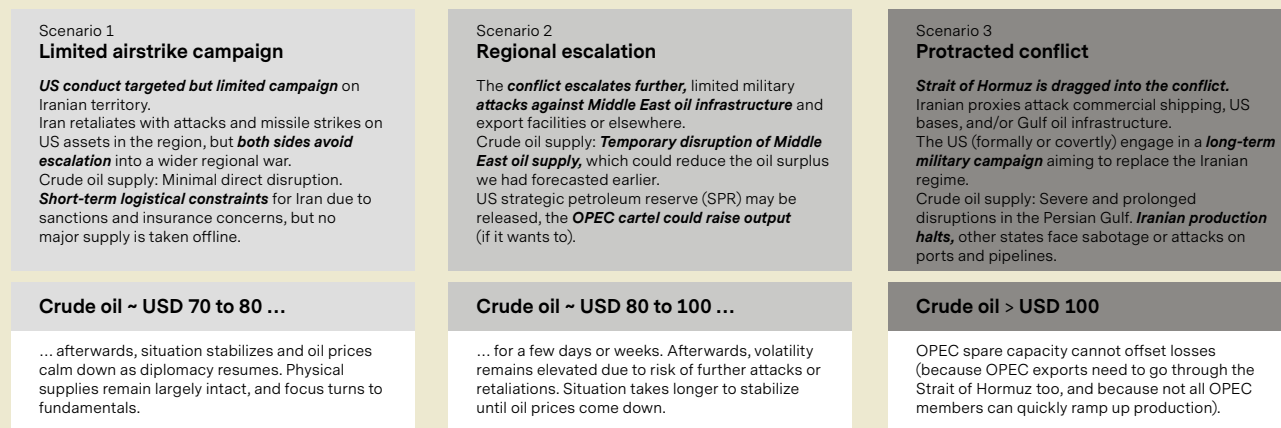 Scenario 1
Limited airstrike campaign
US conduct targeted but limited campaign on
Iranian territory.
Iran retaliates with attacks and missile strikes on
US assets in the region, but both sides avoid
escalation into a wider regional war.
Crude oil supply: Minimal direct disruption.
Short-term logistical constraints for Iran due to
sanctions and insurance concerns, but no
major supply is taken offline.
Crude oil ~ USD 70 to 80 ...
... afterwards, situation stabilizes and oil prices
calm down as diplomacy resumes. Physical
supplies remain largely intact, and focus turns to
fundamentals.
Scenario 2
Regional escalation
The conflict escalates further, limited military
attacks against Middle East oil infrastructure and
export facilities or elsewhere.
Crude oil supply: Temporary disruption of Middle
East oil supply, which could reduce the oil surplus
we had forecasted earlier.
US strategic petroleum reserve (SPR) may be
released, the OPEC cartel could raise output
(if it wants to).
Crude oil ~ USD 80 to 100 ...
... for a few days or weeks. Afterwards, volatility
remains elevated due to risk of further attacks or
retaliations. Situation takes longer to stabilize
until oil prices come down.
Scenario 3
Protracted conflict
Strait of Hormuz is dragged into the conflict.
Iranian proxies attack commercial shipping, US
bases, and/or Gulf oil infrastructure.
The US (formally or covertly) engage in a long-term
military campaign aiming to replace the Iranian
regime.
Crude oil supply: Severe and prolonged
disruptions in the Persian Gulf. Iranian production
halts, other states face sabotage or attacks on
ports and pipelines.
Crude oil > USD 100
OPEC spare capacity cannot offset losses
(because OPEC exports need to go through the
Strait of Hormuz too, and because not all OPEC
members can quickly ramp up production).